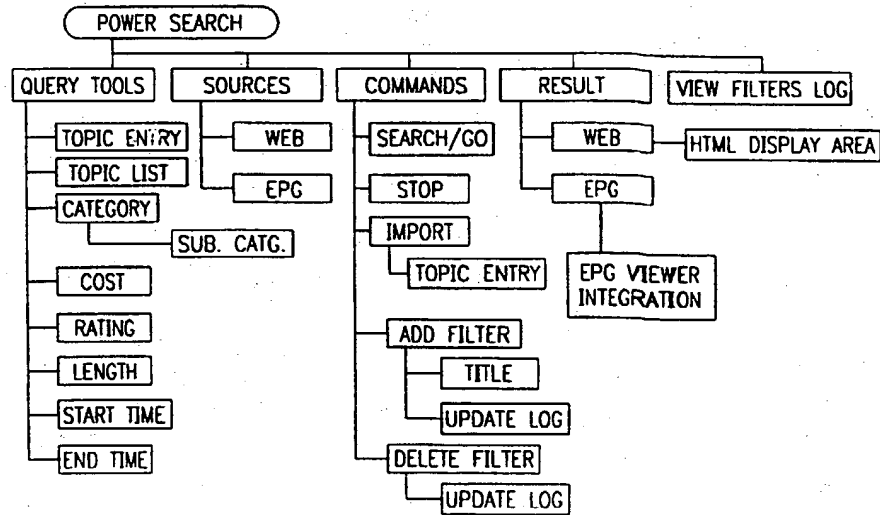 POWER SEARCH
QUERY TOOLS
TOPIC ENTRY
TOPIC LIST
CATEGORY
SUB. CATG.
COST
RATING
LENGTH
START TIME
END TIME
SOURCES
WEB
EPG
COMMANDS
SEARCH/GO
STOP
IMPORT
TOPIC ENTRY
ADD FILTER
TITLE
UPDATE LOG
DELETE FILTER
UPDATE LOG
RESULT
WEB
HTML DISPLAY AREA
EPG
EPG VIEWER
INTEGRATION
VIEW FILTERS LOG